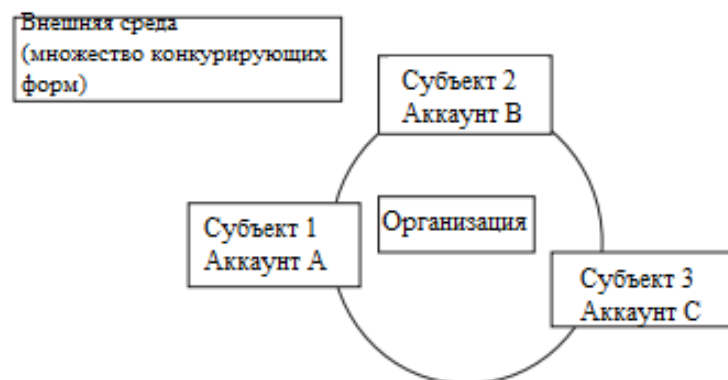 Внешняя среда
(множество конкурирующих
форм)
Субъект 2
Аккаунт В
Субъект 1
Аккаунт А
Организация
Субъект 3
Аккаунт С